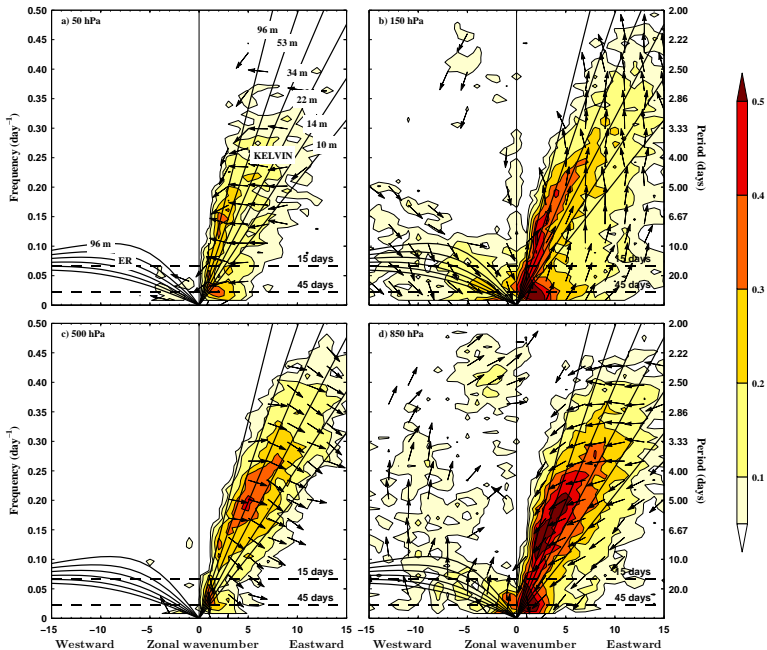 a) 50 hPa
b) 150 hPa
0.50
0.45
0.40
0.35
0.30
0.25
0.20
0.15
0.10
0.05
0
Frequency (day⁻¹)
96 m
53 m
34 m
22 m
14 m
10 m
KELVIN
96 m
ER
15 days
45 days
15 days
45 days
2.00
2.22
2.50
2.86
3.33
4.00
5.00
6.67
10.0
20.0
Period (days)
c) 500 hPa
d) 850 hPa
0.50
0.45
0.40
0.35
0.30
0.25
0.20
0.15
0.10
0.05
0
Frequency (day⁻¹)
15 days
45 days
15 days
45 days
2.00
2.22
2.50
2.86
3.33
4.00
5.00
6.67
10.0
20.0
Period (days)
−15 −10 −5 0 5 10 15
−15 −10 −5 0 5 10 15
Westward Zonal wavenumber Eastward
Westward Zonal wavenumber Eastward
0.5
0.4
0.3
0.2
0.1